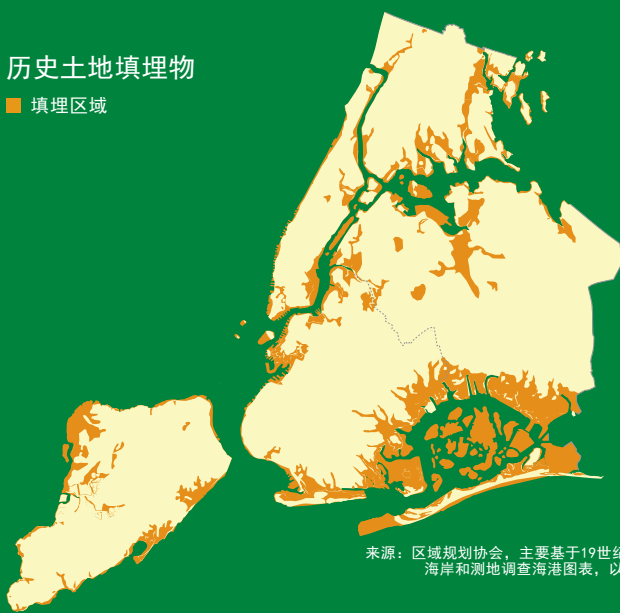 历史土地填埋物
填埋区域
来源：区域规划协会，主要基于19世纪
海岸和测地调查海港图表，以